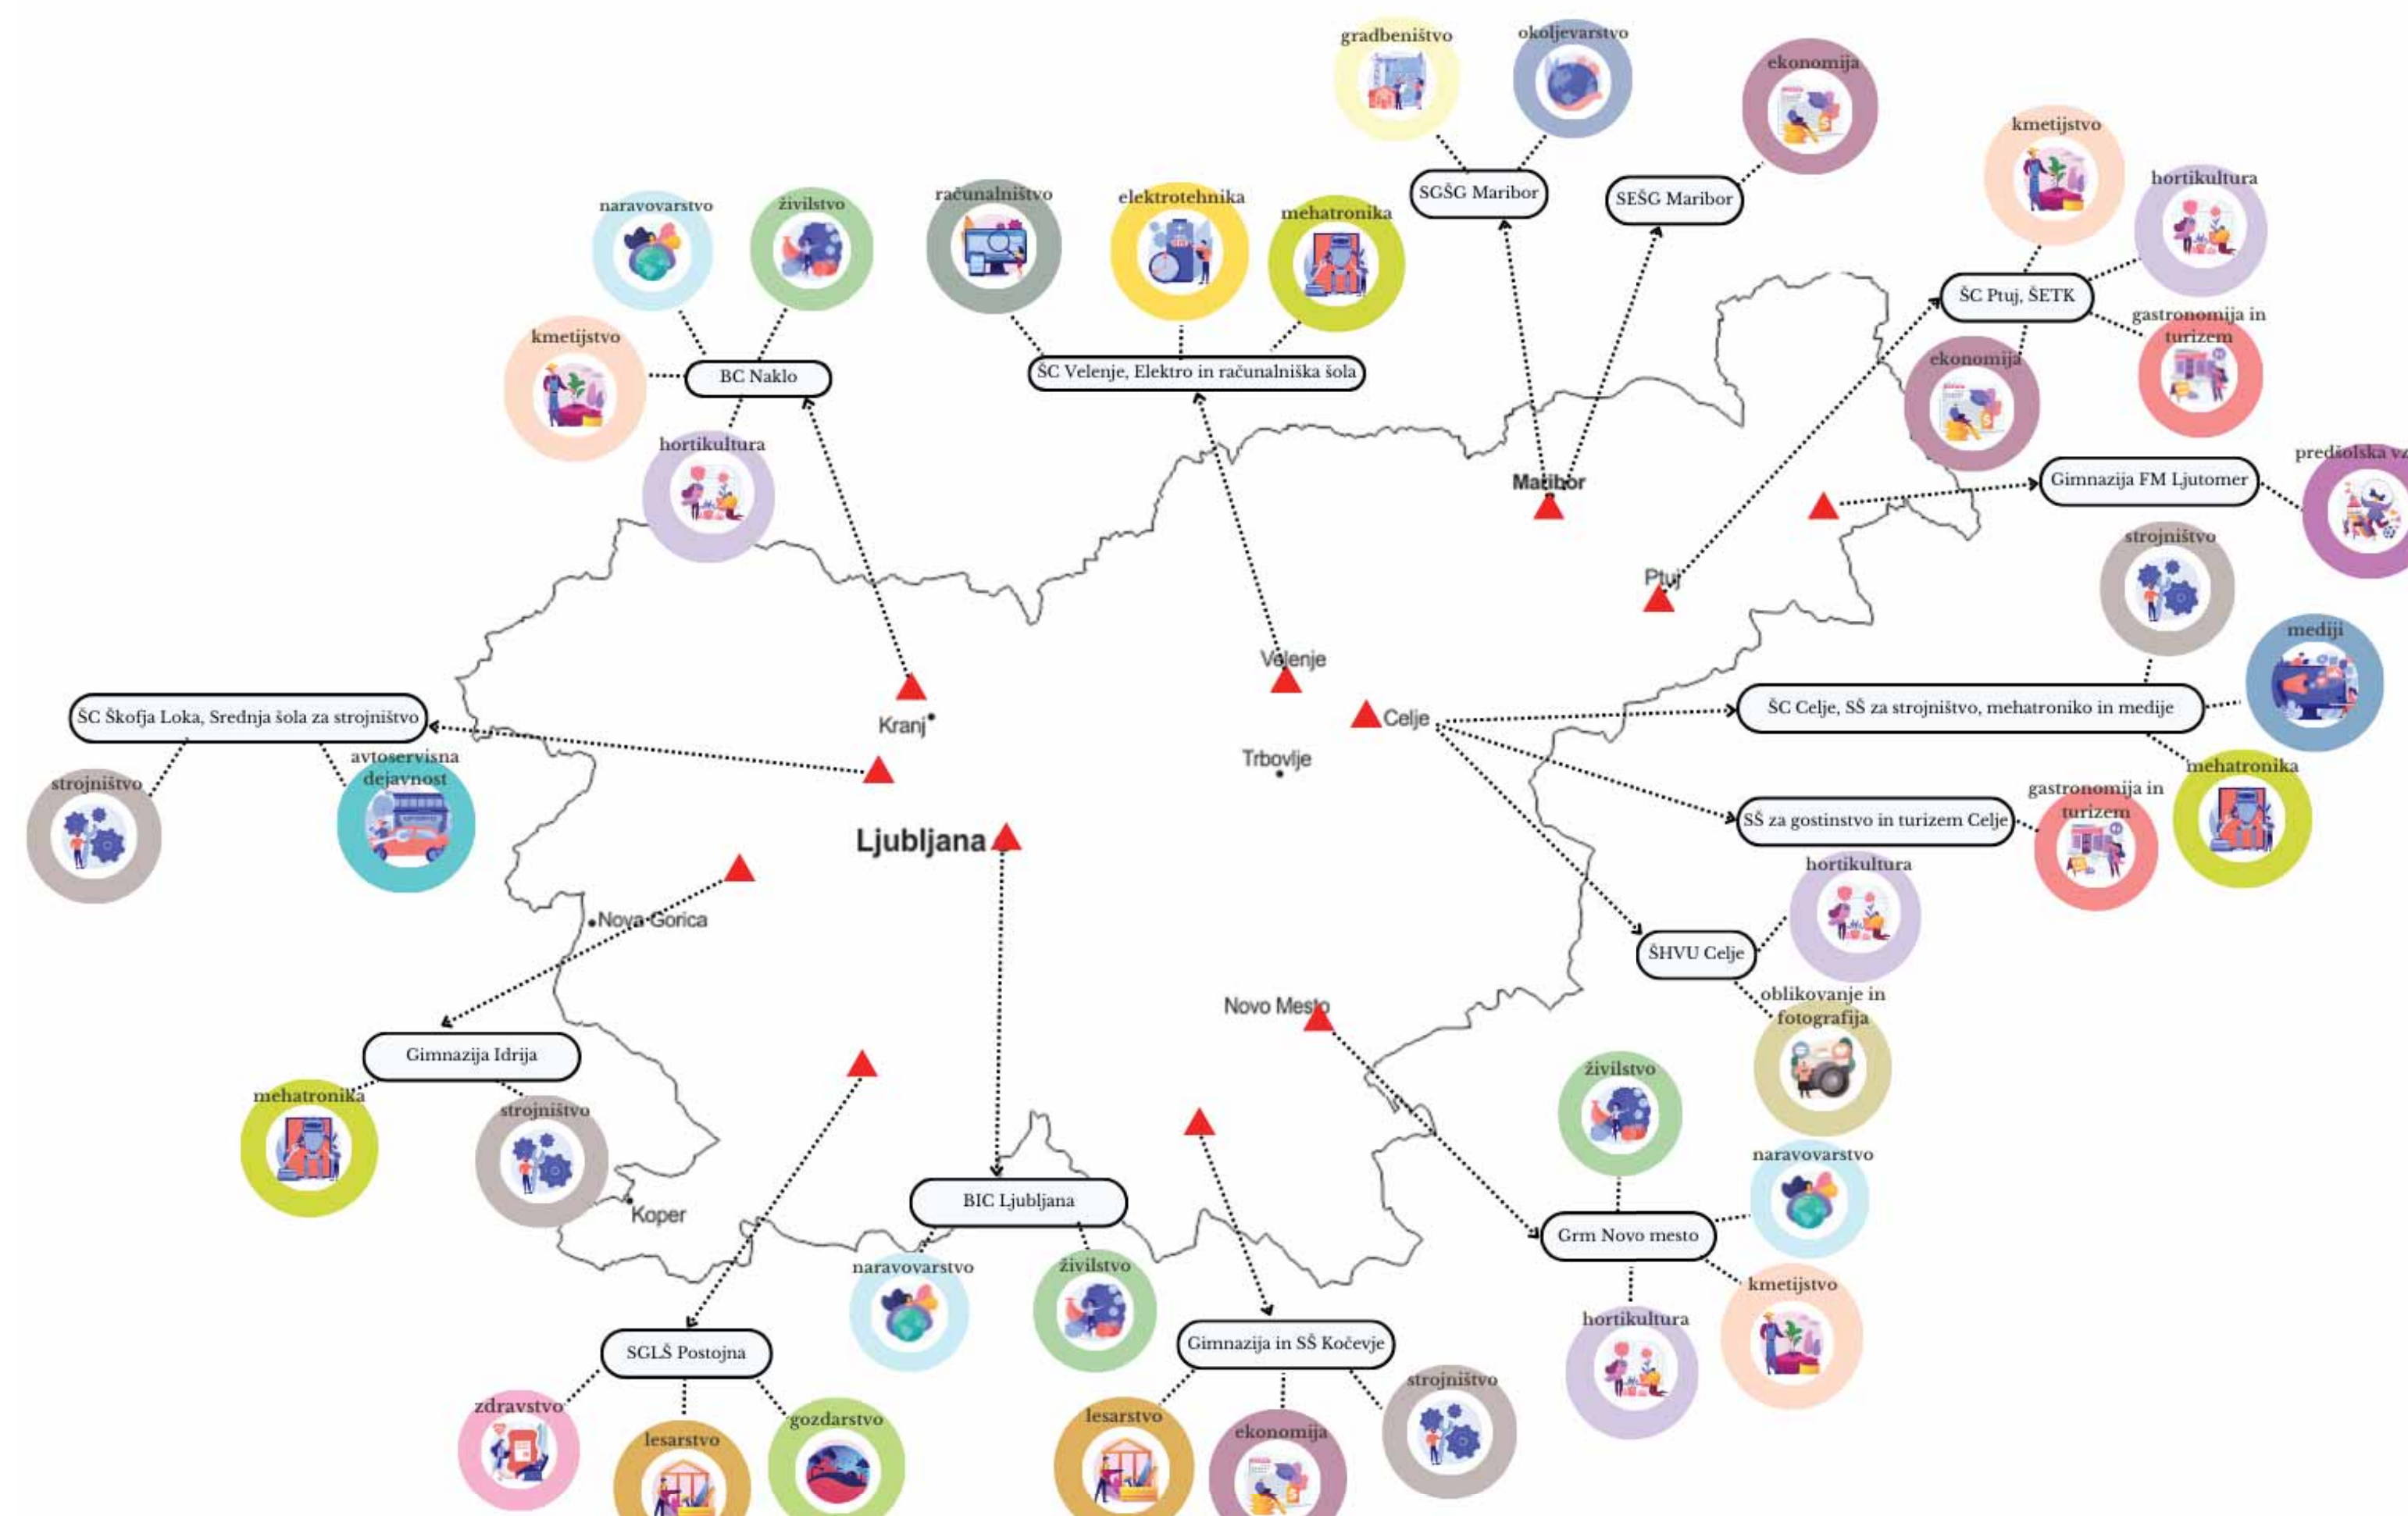 gradbeništvo
okoljevarstvo
ekonomija
SGŠG Maribor
SEŠG Maribor
kmetijstvo
hortikultura
ŠC Ptuj, ŠETK
gastronomija in
turizem
ekonomija
naravovarstvo
živilstvo
kmetijstvo
BC Naklo
hortikultura
računalništvo
elektrotehnika
mehatronika
ŠC Velenje, Elektro in računalniška šola
Maribor
Gimnazija FM Ljutomer
predšolska
Ptuj
Velenje
Kranj
Celje
Trbovlje
Ljubljana
Nova Gorica
Novo Mesto
Koper
strojništvo
mediji
ŠC Celje, SŠ za strojništvo, mehatroniko in medije
mehatronika
SŠ za gostinstvo in turizem Celje
gastronomija in
turizem
hortikultura
ŠHVU Celje
oblikovanje in
fotografija
ŠC Škofja Loka, Srednja šola za strojništvo
strojništvo
avtoservisna
dejavnost
Gimnazija Idrija
mehatronika
strojništvo
BIC Ljubljana
naravovarstvo
živilstvo
živilstvo
naravovarstvo
Grm Novo mesto
kmetijstvo
hortikultura
SGLŠ Postojna
zdravstvo
lesarstvo
gozdarstvo
Gimnazija in SŠ Kočevje
lesarstvo
ekonomija
strojništvo